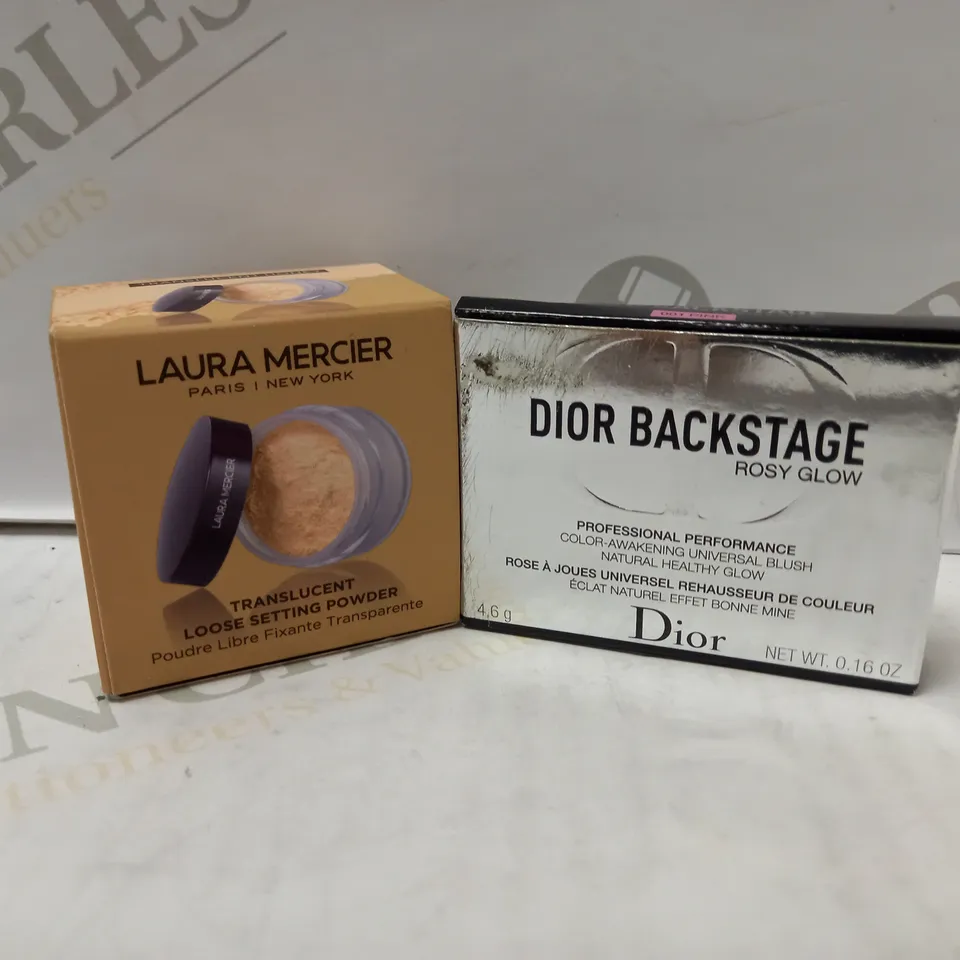 LAURA MERCIER
PARIS | NEW YORK
LAURA MERCIER
TRANSLUCENT
LOOSE SETTING POWDER
Poudre Libre Fixante Transparente
001 PINK
DIOR BACKSTAGE
ROSY GLOW
PROFESSIONAL PERFORMANCE
COLOR-AWAKENING UNIVERSAL BLUSH
NATURAL HEALTHY GLOW
ROSE À JOUES UNIVERSEL REHAUSSEUR DE COULEUR
ÉCLAT NATUREL EFFET BONNE MINE
4,6 g
Dior
NET WT. 0.16 OZ